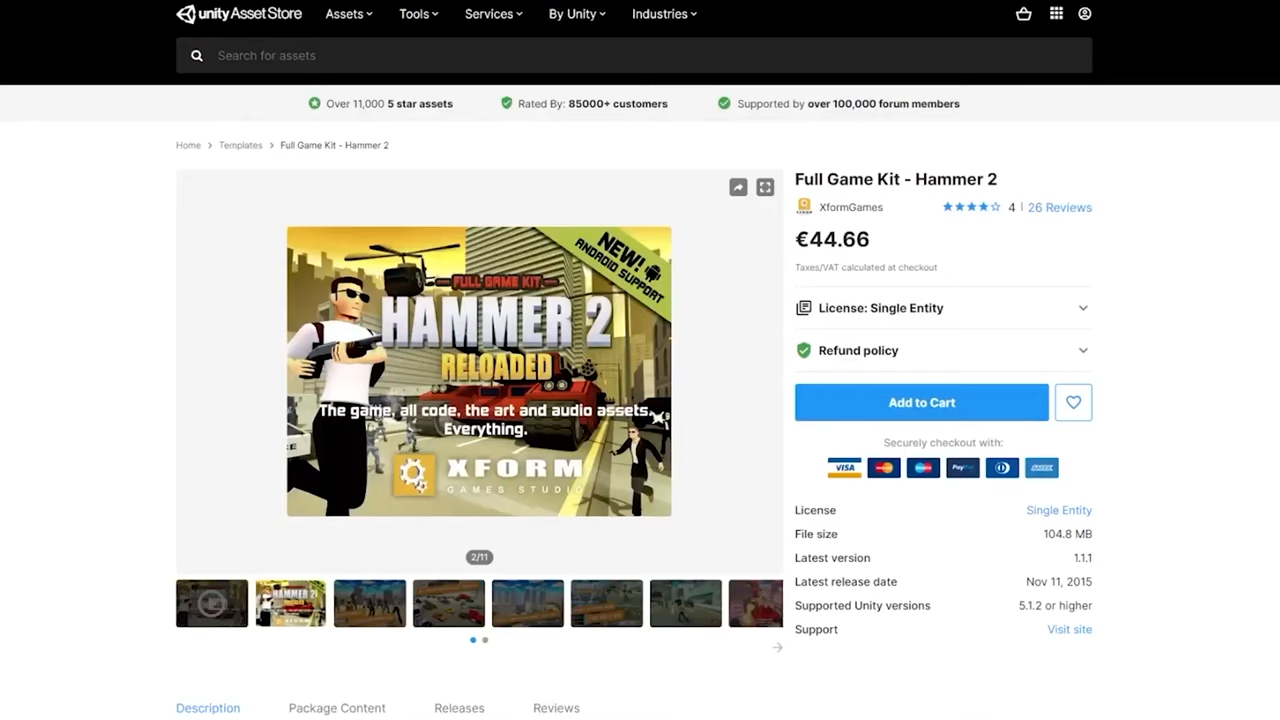 unity Asset Store
Assets
Tools
Services
By Unity
Industries
Search for assets
Over 11,000 5 star assets
Rated By: 85000+ customers
Supported by over 100,000 forum members
Home > Templates > Full Game Kit - Hammer 2
Full Game Kit - Hammer 2
XformGames
4 | 26 Reviews
€44.66
Taxes/VAT calculated at checkout
License: Single Entity
Refund policy
Add to Cart
Securely checkout with:
VISA
PayPal
NEW!
ANDROID SUPPORT
FULL GAME KIT
HAMMER 2
RELOADED
The game, all code, the art and audio assets.
Everything.
XFORM
GAMES STUDIO
2/11
License Single Entity
File size 104.8 MB
Latest version 1.1.1
Latest release date Nov 11, 2015
Supported Unity versions 5.1.2 or higher
Support Visit site
Description
Package Content
Releases
Reviews